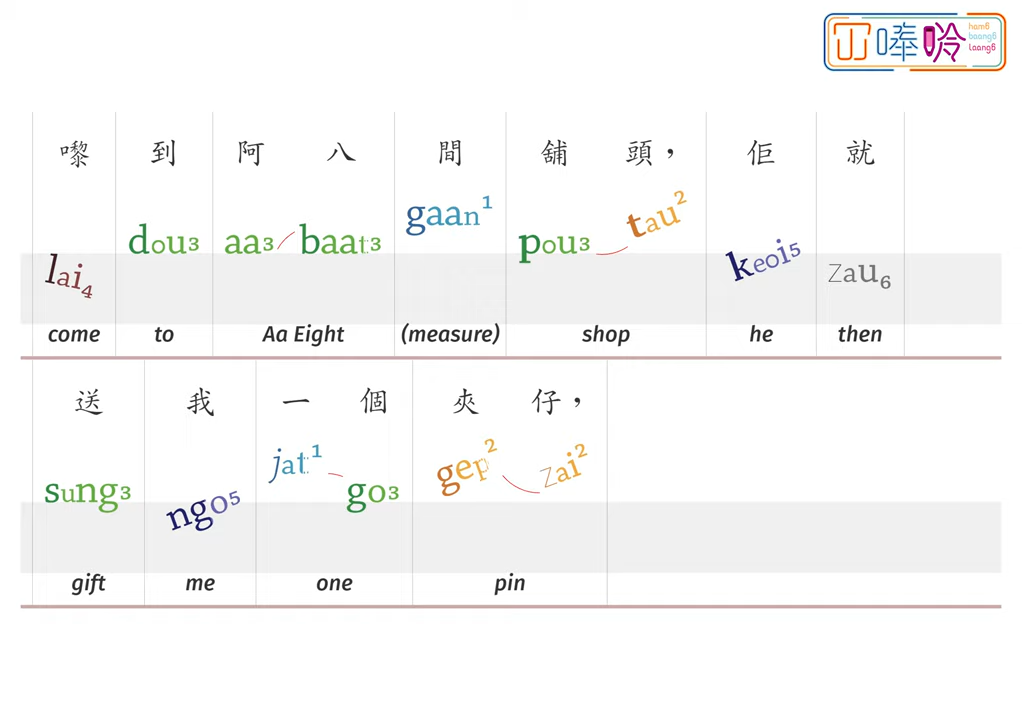 冚唪唥 ham6 baang6 laang6
嚟 到 阿 八 間 舖 頭， 佢 就
lai4 dou3 aa3 baat3 gaan1 pou3 tau2 keoi5 zau6
come to Aa Eight (measure) shop he then
送 我 一 個 夾 仔，
sung3 ngo5 jat1 go3 gep2 zai2
gift me one pin